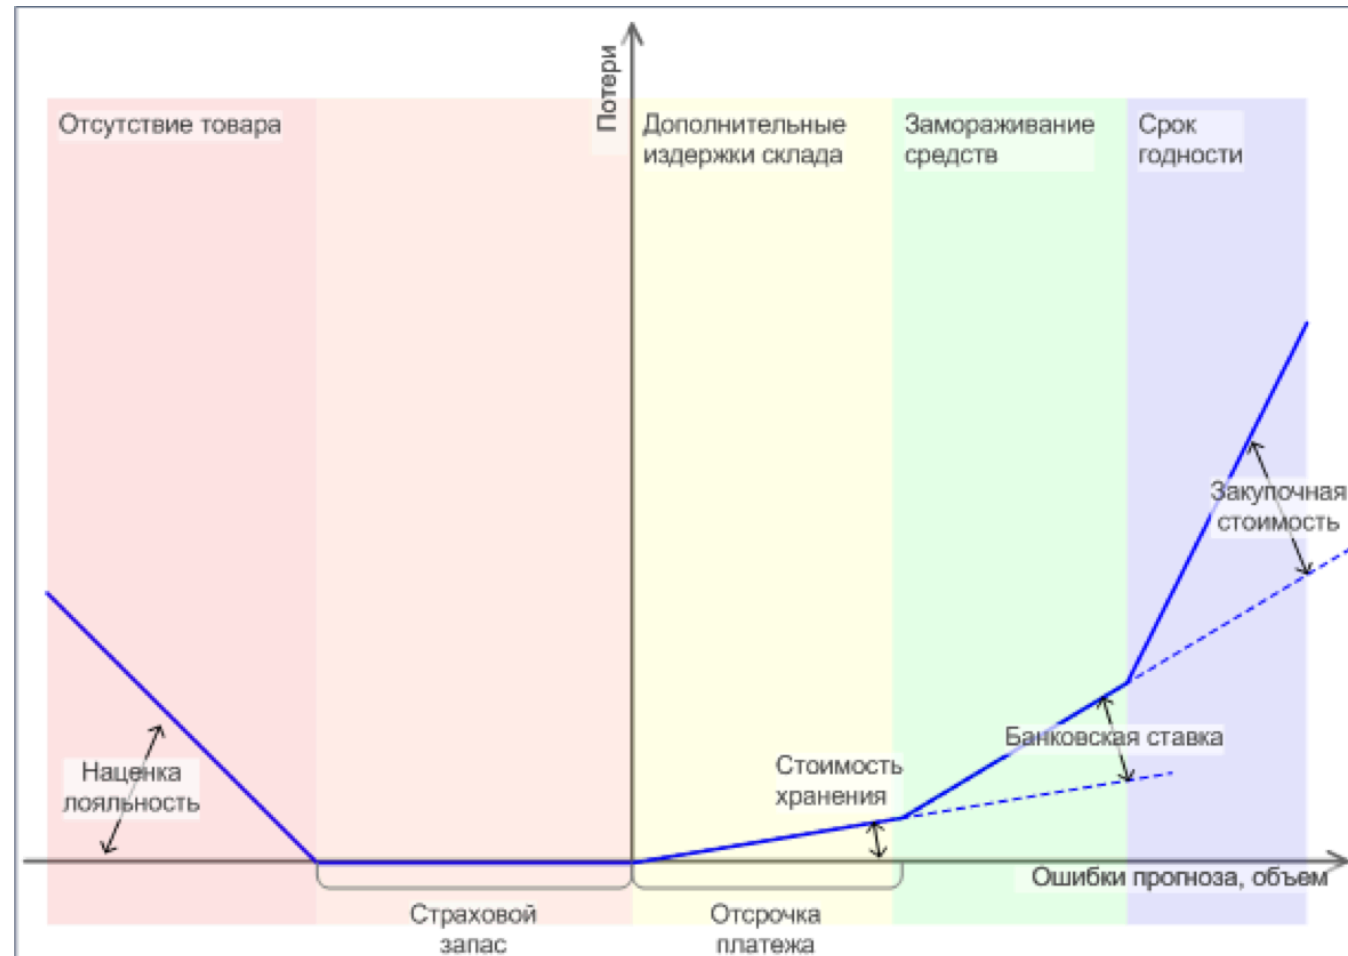 Отсутствие товара
Потери
Дополнительные
издержки склада
Замораживание
средств
Срок
годности
Закупочная
стоимость
Банковская ставка
Стоимость
хранения
Наценка
лояльность
Ошибки прогноза, объем
Страховой
запас
Отсрочка
платежа